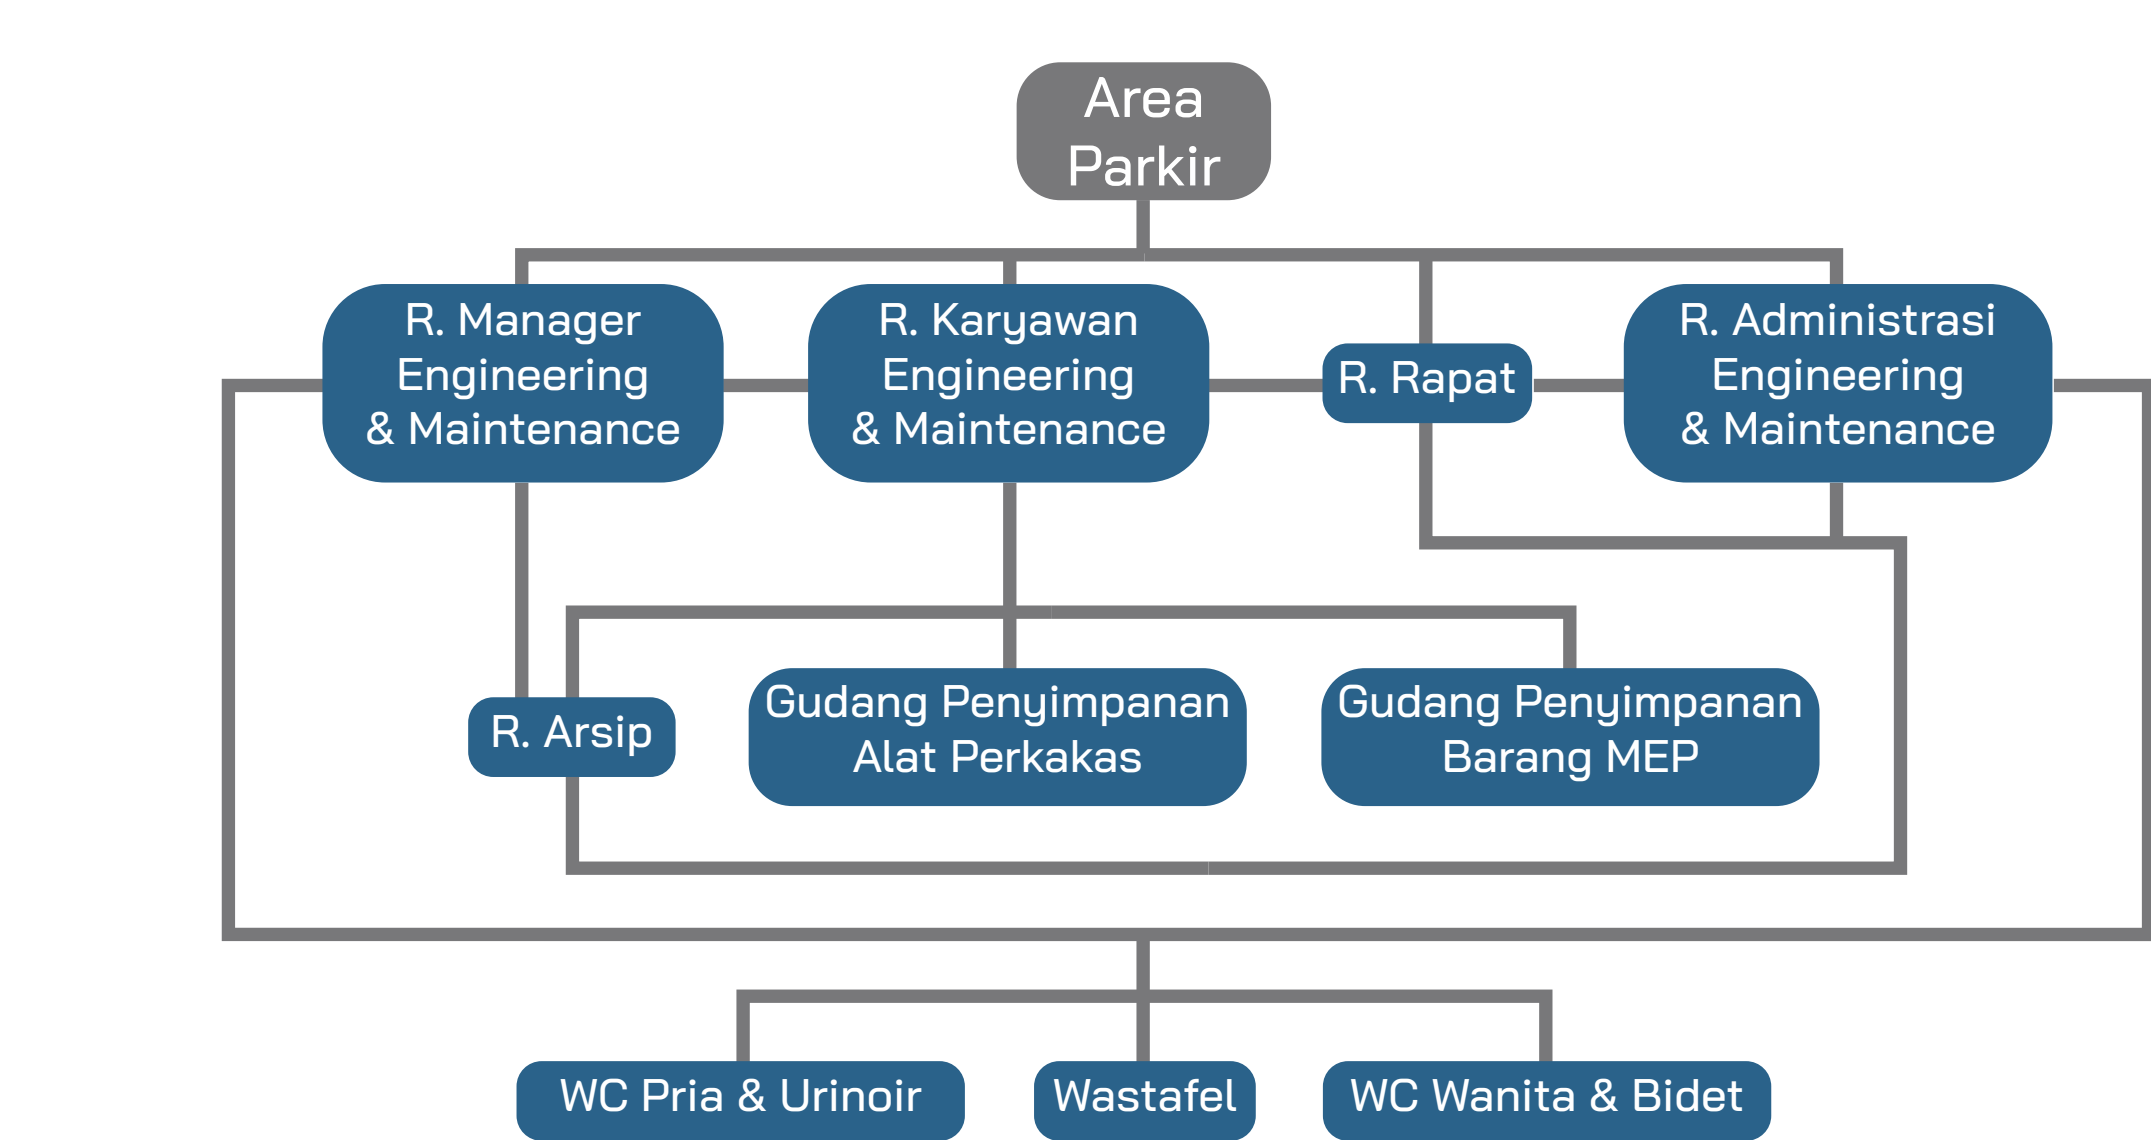 Area
Parkir
R. Manager
Engineering
& Maintenance
R. Karyawan
Engineering
& Maintenance
R. Rapat
R. Administrasi
Engineering
& Maintenance
R. Arsip
Gudang Penyimpanan
Alat Perkakas
Gudang Penyimpanan
Barang MEP
WC Pria & Urinoir
Wastafel
WC Wanita & Bidet